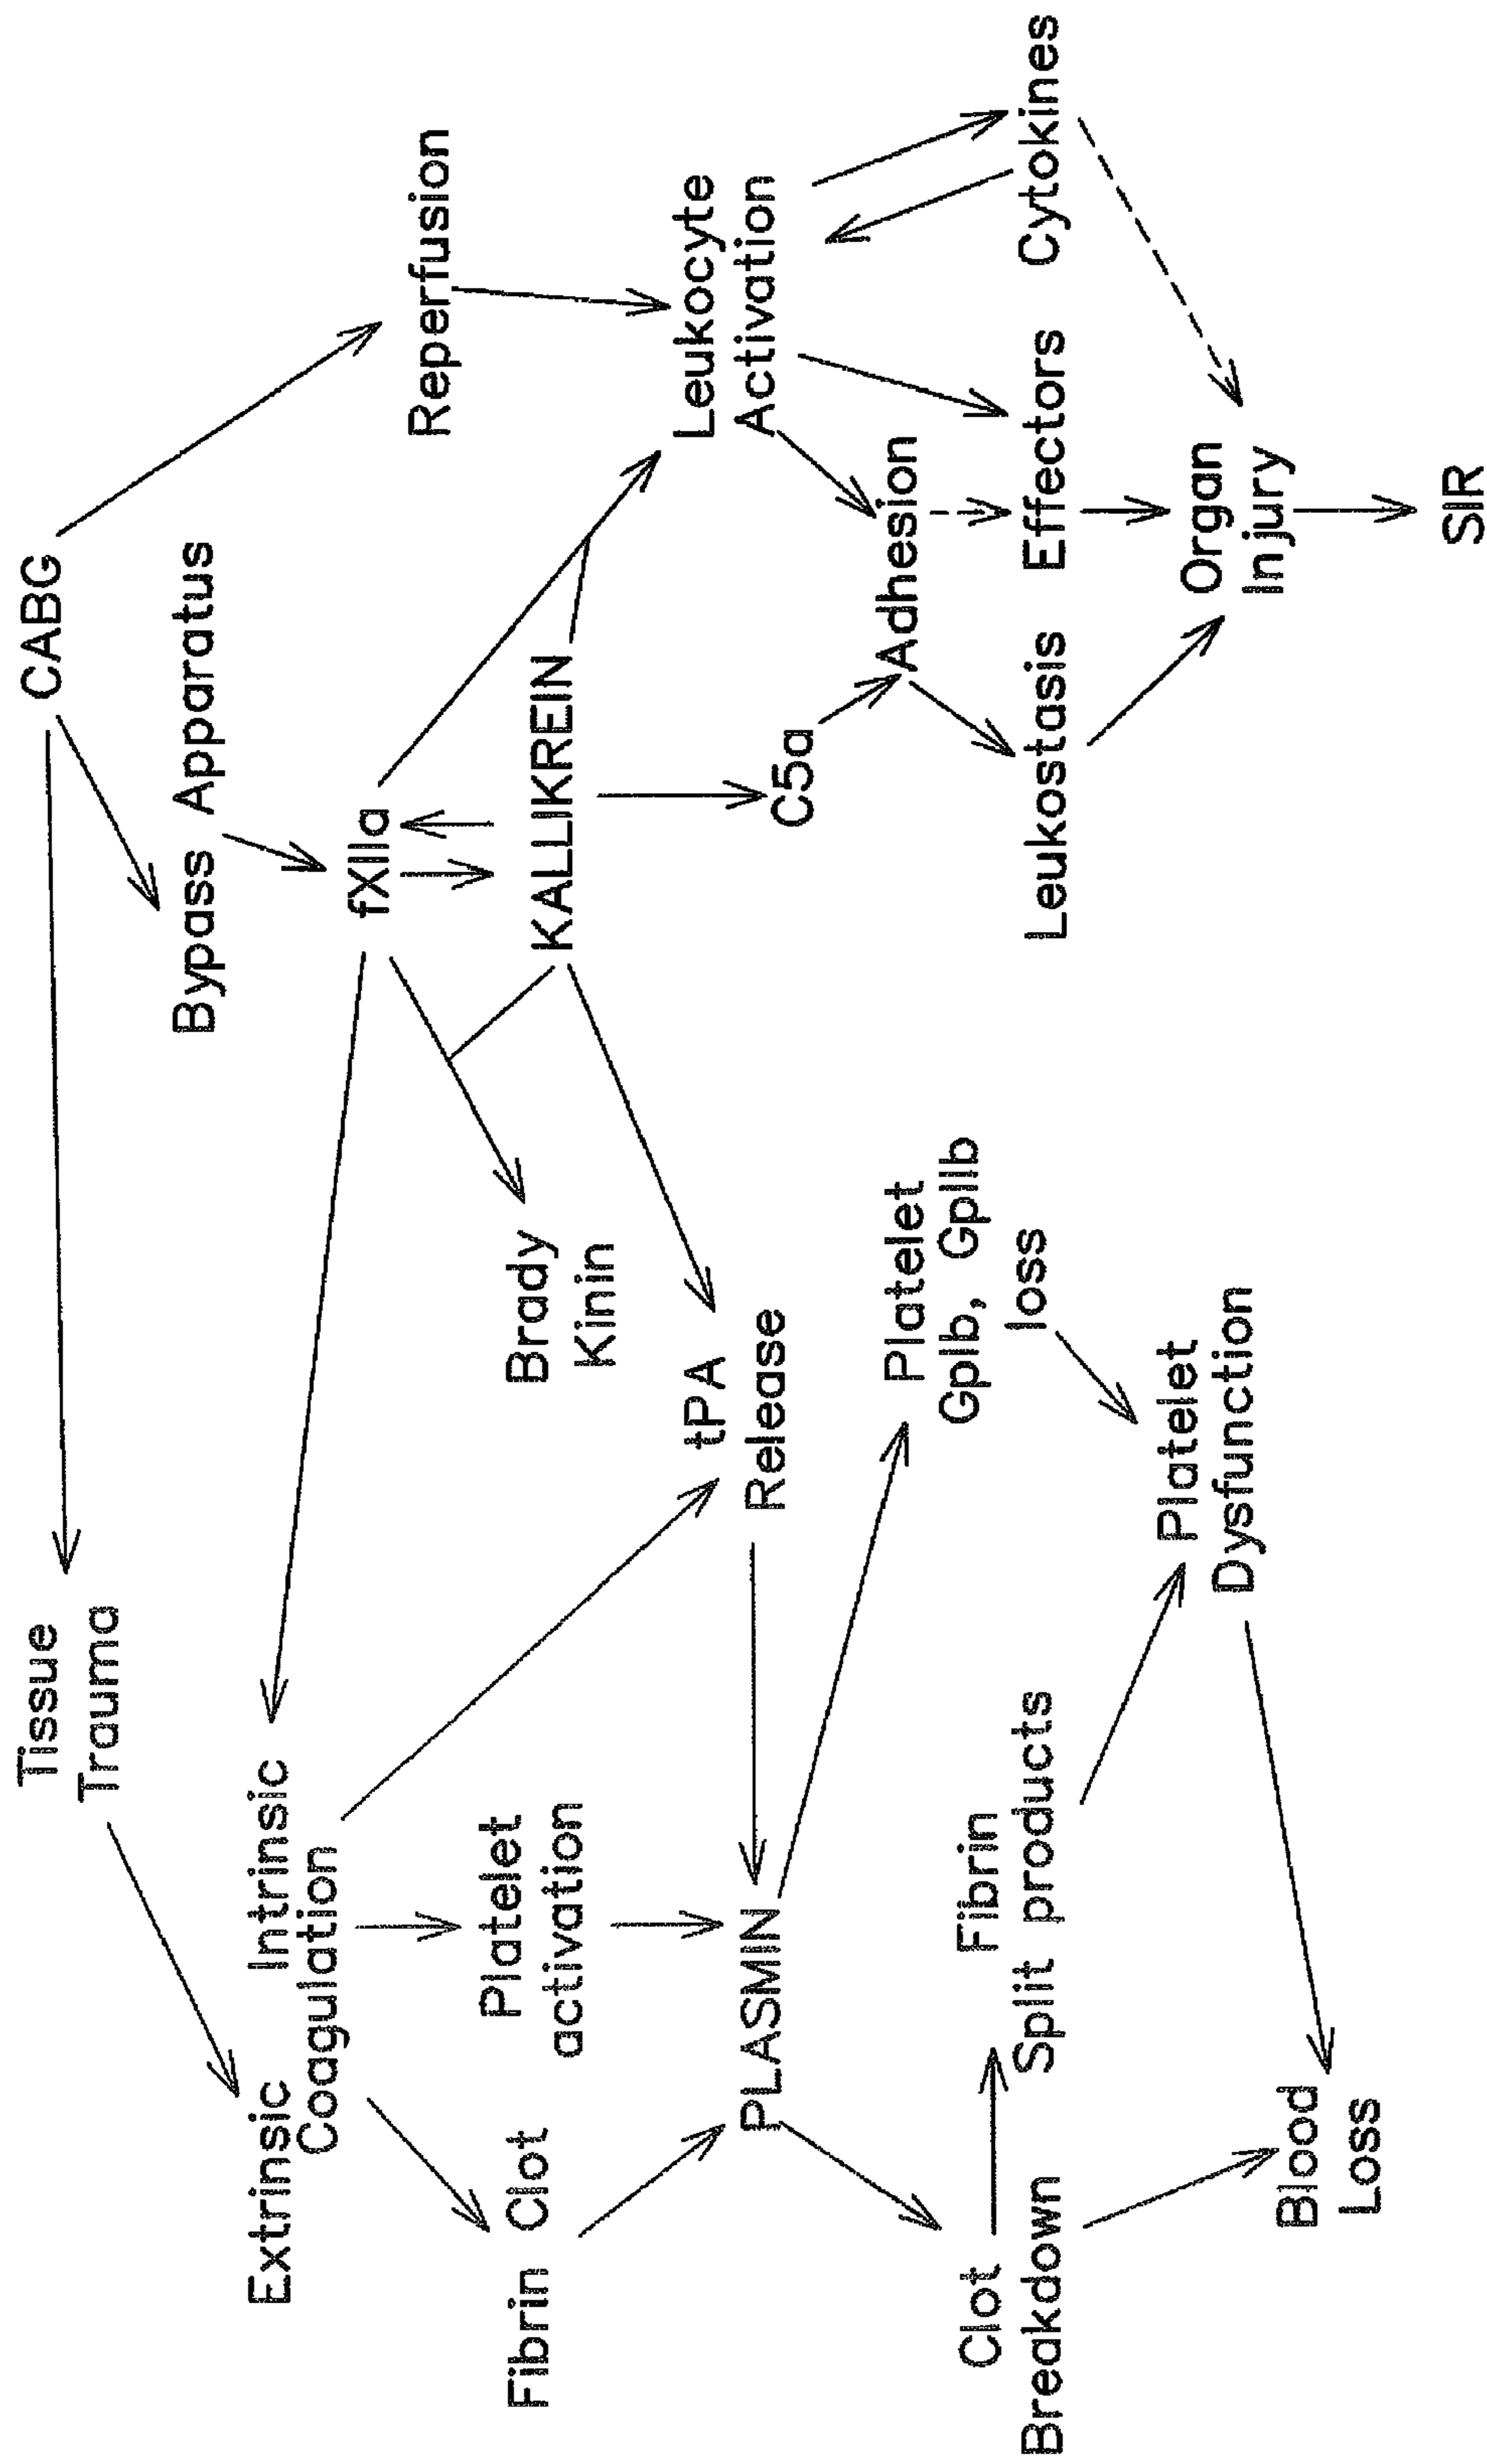 Tissue
Trauma
CABG
Bypass Apparatus
Extrinsic Intrinsic
Coagulation
fXIIa
Reperfusion
Fibrin Clot
Platelet
activation
Brady
Kinin
KALLIKREIN
PLASMIN
tPA
Release
Leukocyte
Activation
C5a
Platelet
GpIb, GpIIb
loss
Adhesion
Clot
Breakdown
Fibrin
Split products
Leukostasis
Effectors
Cytokines
Platelet
Dysfunction
Organ
Injury
Blood
Loss
SIR